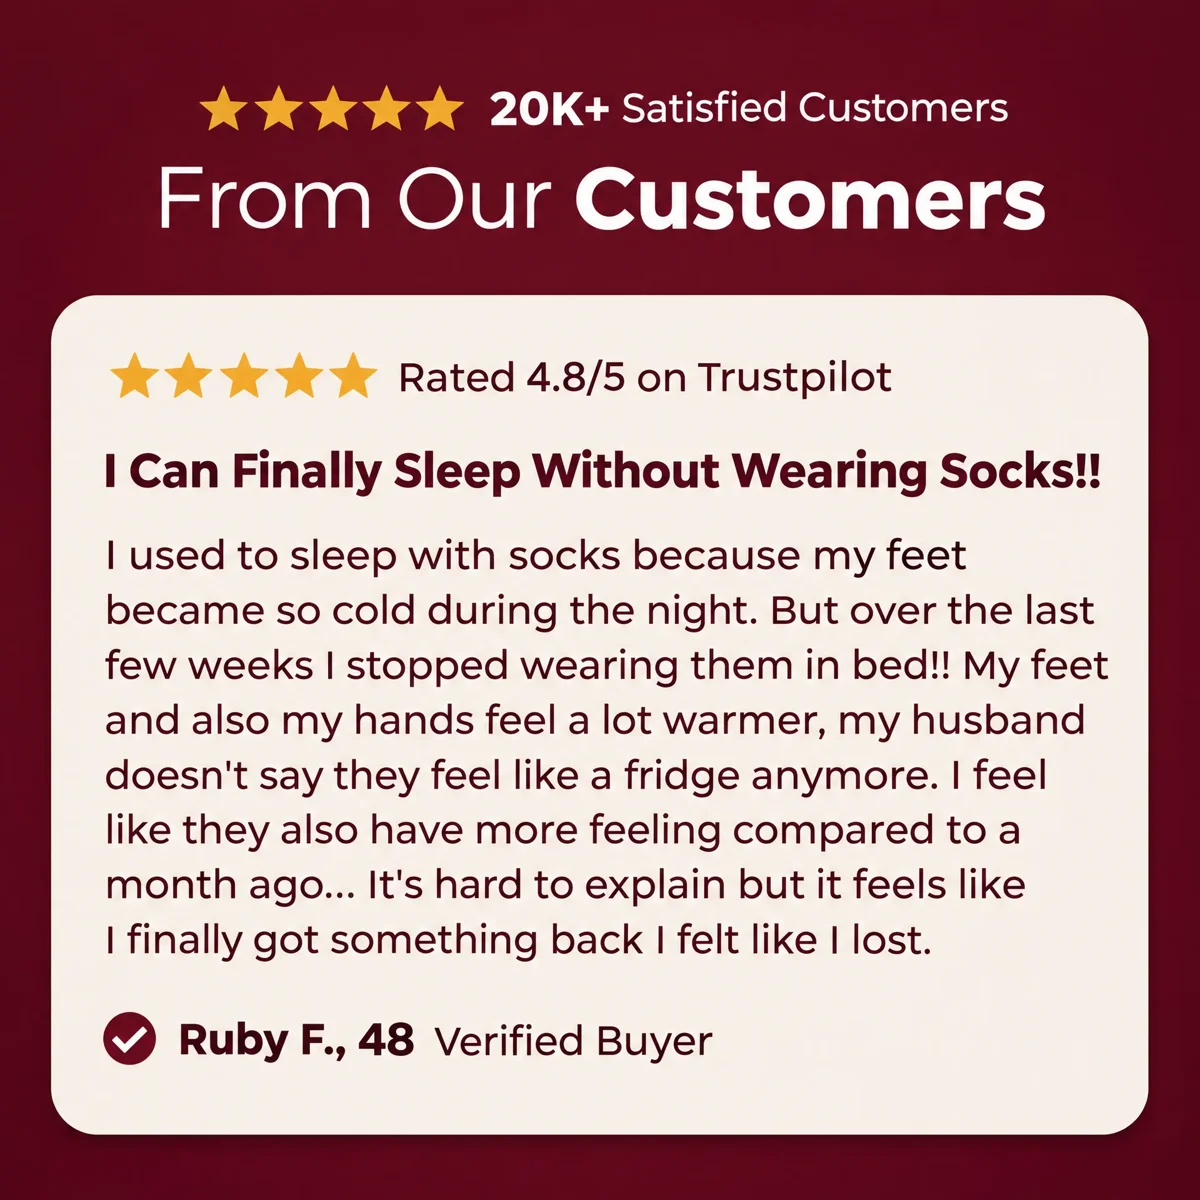 20K+ Satisfied Customers
From Our Customers
Rated 4.8/5 on Trustpilot
I Can Finally Sleep Without Wearing Socks!!
I used to sleep with socks because my feet
became so cold during the night. But over the last
few weeks I stopped wearing them in bed!! My feet
and also my hands feel a lot warmer, my husband
doesn't say they feel like a fridge anymore. I feel
like they also have more feeling compared to a
month ago... It's hard to explain but it feels like
I finally got something back I felt like I lost.
Ruby F., 48 Verified Buyer